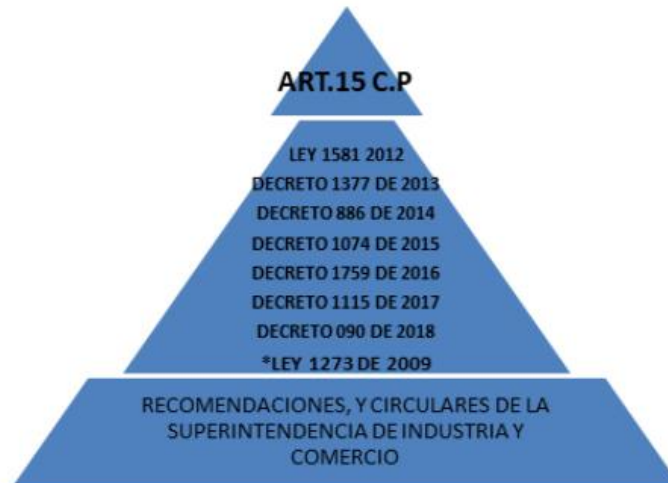 ART.15 C.P
LEY 1581 2012
DECRETO 1377 DE 2013
DECRETO 886 DE 2014
DECRETO 1074 DE 2015
DECRETO 1759 DE 2016
DECRETO 1115 DE 2017
DECRETO 090 DE 2018
*LEY 1273 DE 2009
RECOMENDACIONES, Y CIRCULARES DE LA
SUPERINTENDENCIA DE INDUSTRIA Y
COMERCIO